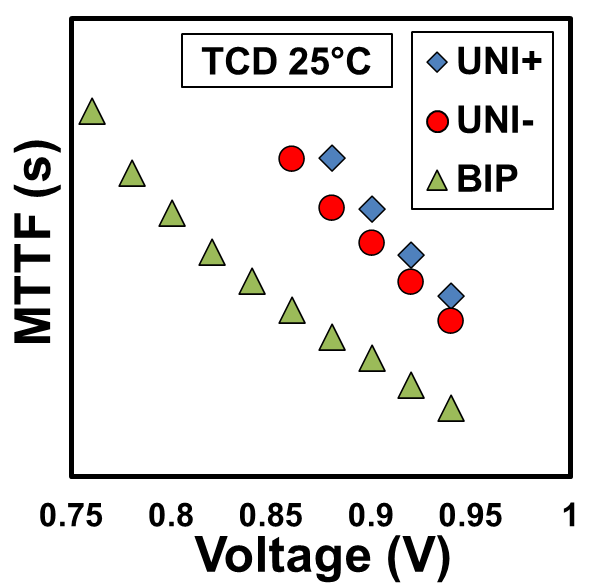 TCD 25°C
UNI+
UNI-
BIP
MTTF (s)
0.75 0.8 0.85 0.9 0.95 1
Voltage (V)